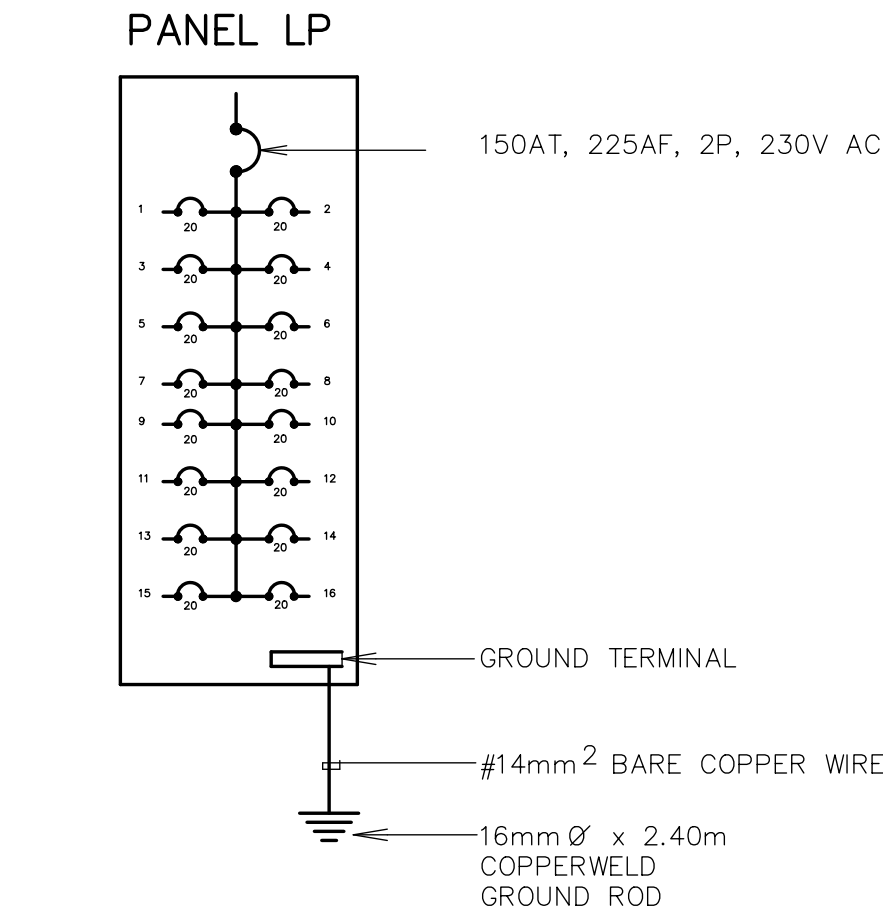 PANEL LP
150AT, 225AF, 2P, 230V AC
1 2
20 20
3 4
20 20
5 6
20 20
7 8
20 20
9 10
20 20
11 12
20 20
13 14
20 20
15 16
20 20
GROUND TERMINAL
#14mm² BARE COPPER WIRE
16mmØ x 2.40m
COPPERWELD
GROUND ROD